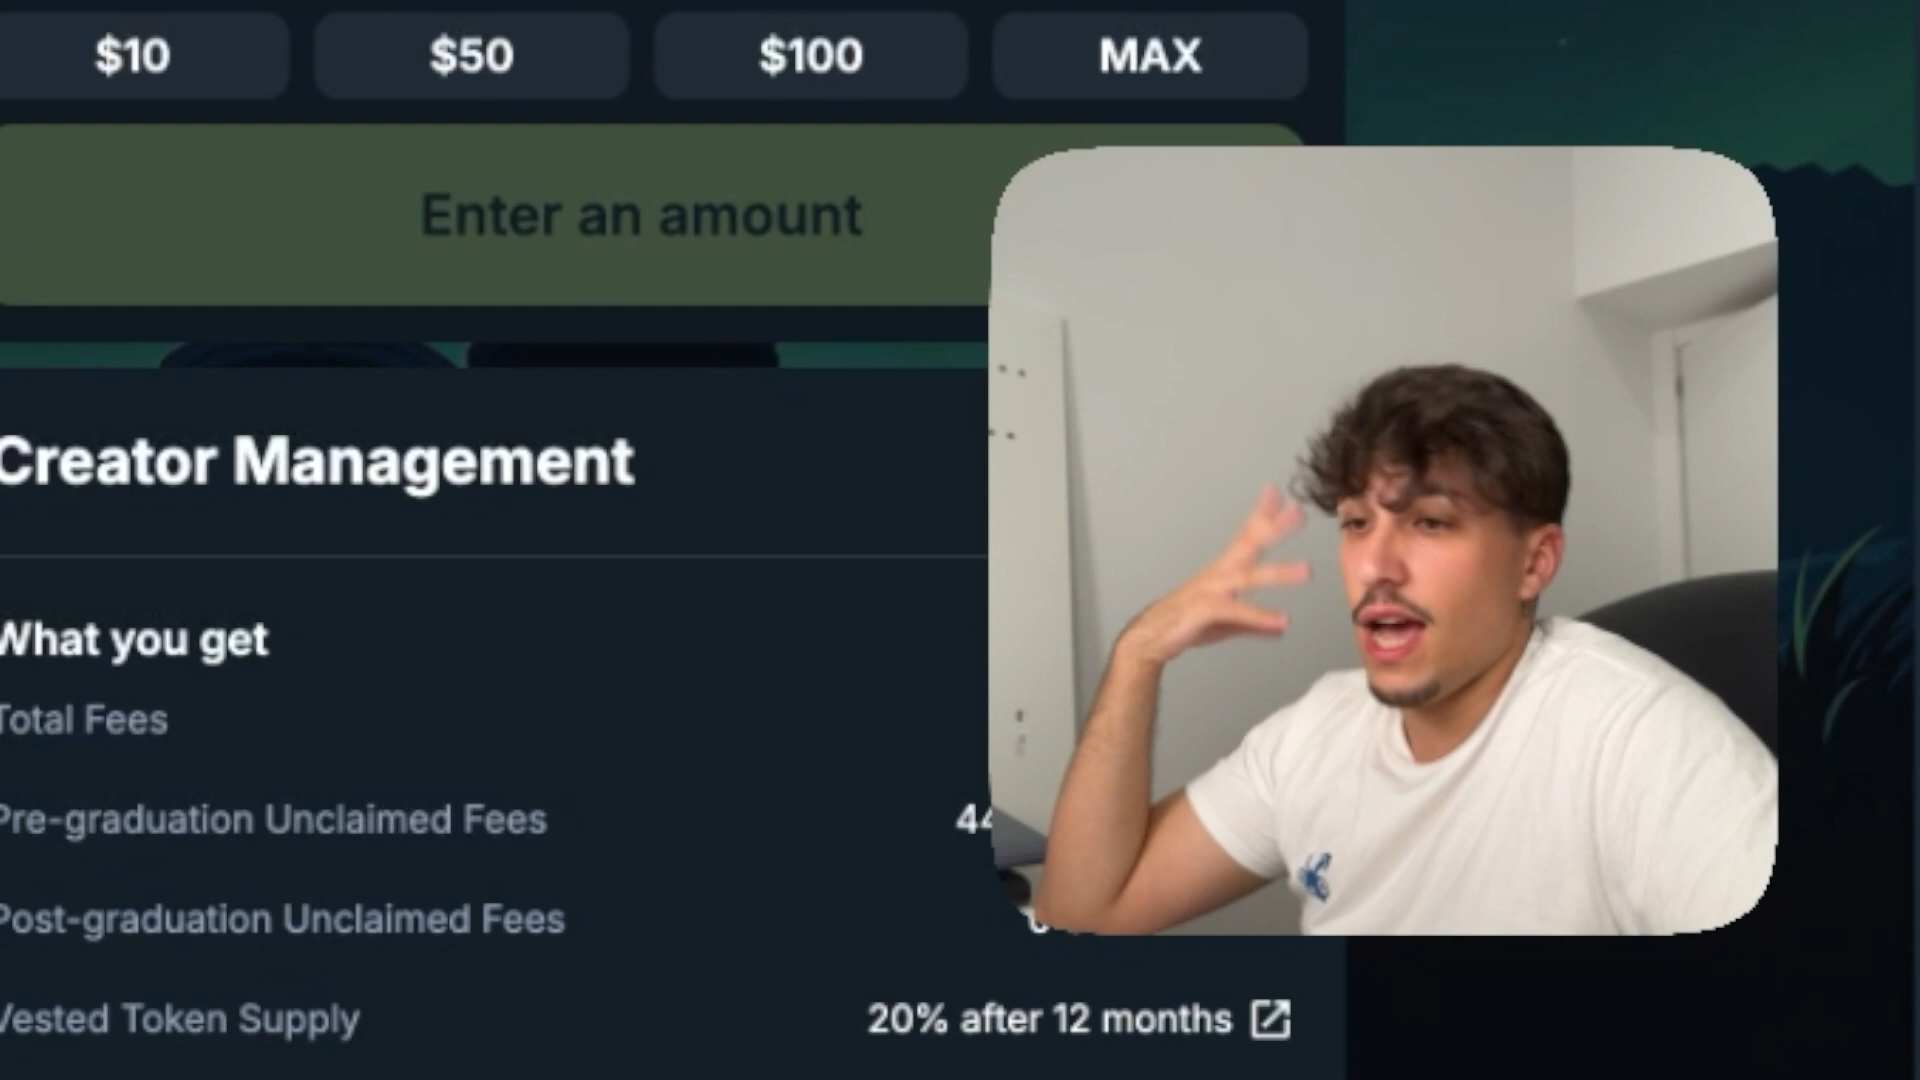 $10 $50 $100 MAX
Enter an amount
Creator Management
What you get
Total Fees
Pre-graduation Unclaimed Fees
Post-graduation Unclaimed Fees
Vested Token Supply 20% after 12 months